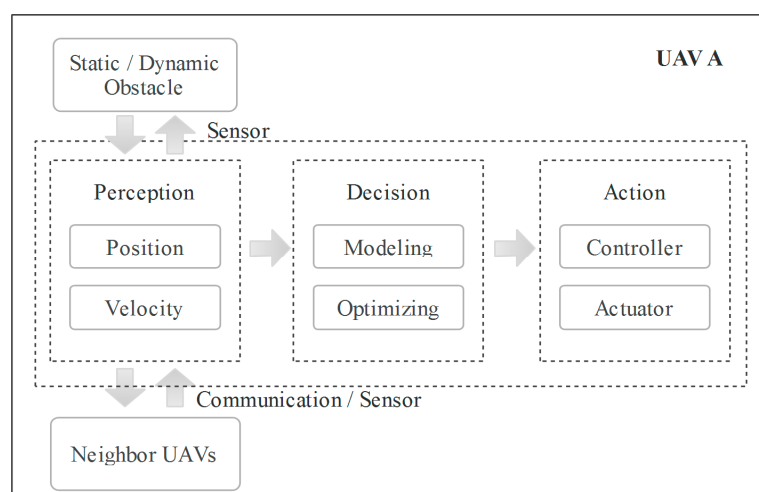 Static / Dynamic
Obstacle
UAV A
Sensor
Perception
Position
Velocity
Decision
Modeling
Optimizing
Action
Controller
Actuator
Communication / Sensor
Neighbor UAVs